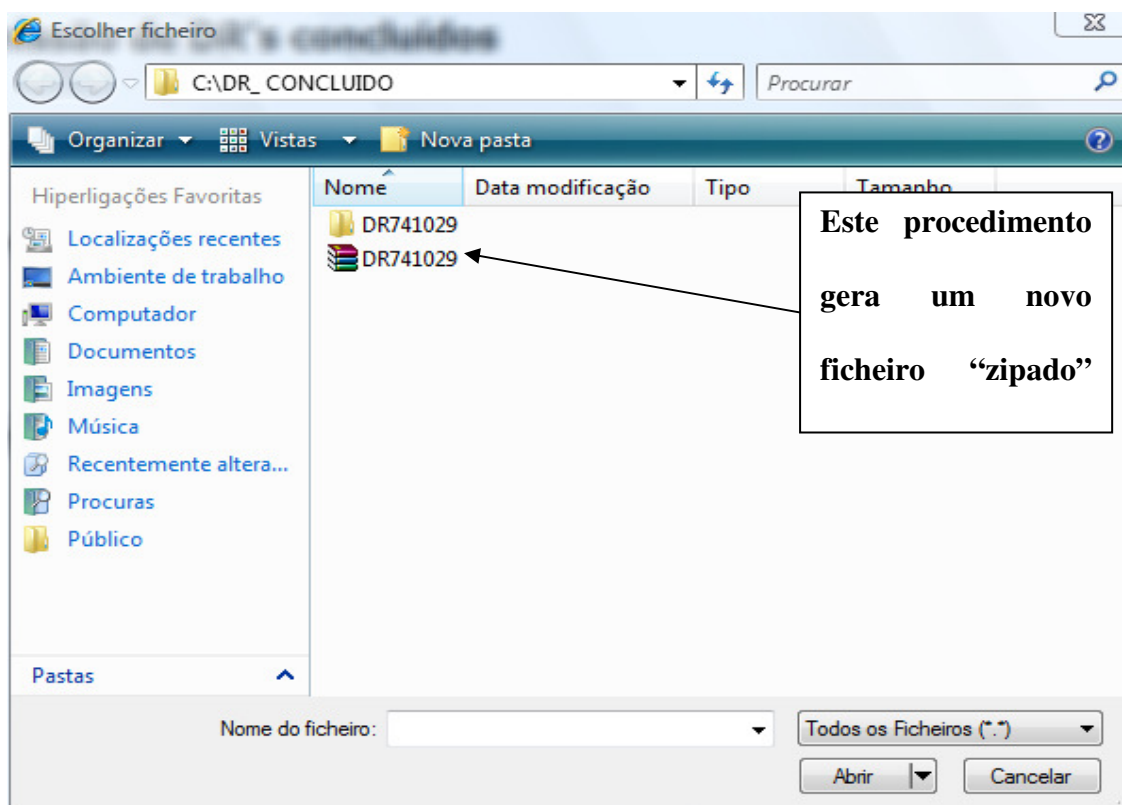 Escolher ficheiro
DR's concluídos
C:\DR_ CONCLUIDO
Procurar
Organizar Vistas Nova pasta
Hiperligações Favoritas
Localizações recentes
Ambiente de trabalho
Computador
Documentos
Imagens
Música
Recentemente altera...
Procuras
Público
Pastas
Nome Data modificação Tipo Tamanho
DR741029
DR741029
Este procedimento
gera um novo
ficheiro “zipado”
Nome do ficheiro:
Todos os Ficheiros (*.*)
Abrir Cancelar